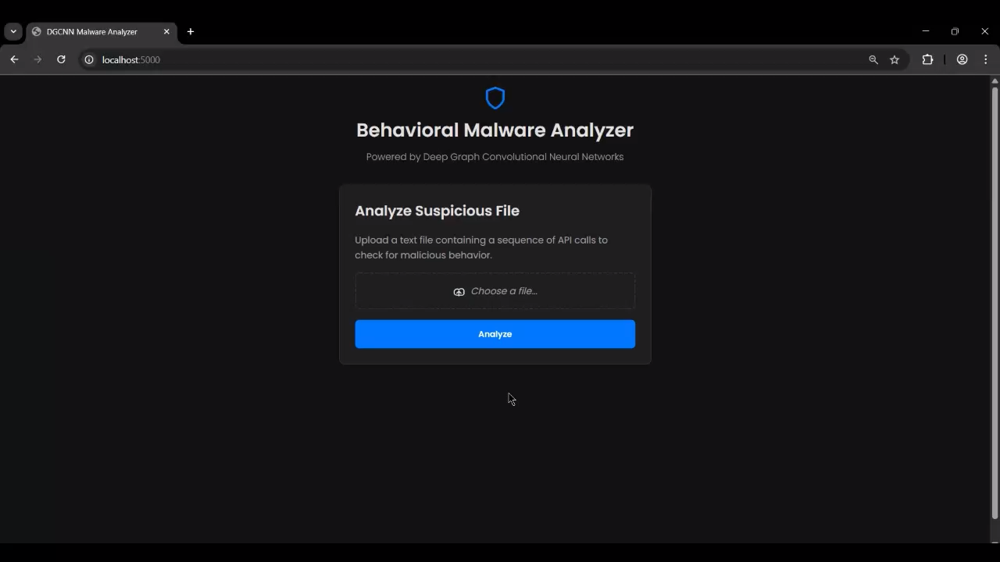 DGCNN Malware Analyzer
localhost:5000
Behavioral Malware Analyzer
Powered by Deep Graph Convolutional Neural Networks
Analyze Suspicious File
Upload a text file containing a sequence of API calls to
check for malicious behavior.
Choose a file...
Analyze